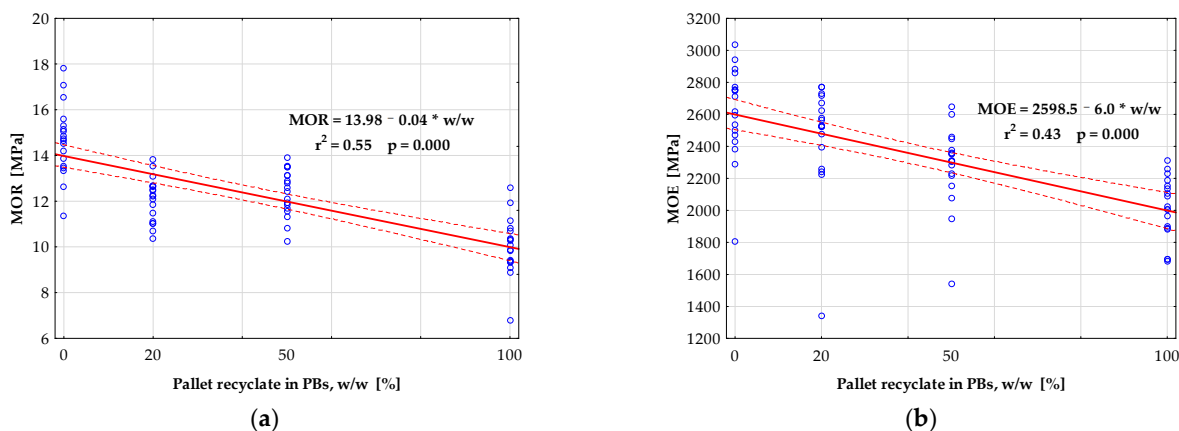 20
18
16
14
12
10
8
6
MOR [MPa]
MOR = 13.98 - 0.04 * w/w
r² = 0.55 p = 0.000
0 20 50 100
Pallet recyclate in PBs, w/w [%]
(a)
3200
3000
2800
2600
2400
2200
2000
1800
1600
1400
1200
MOE [MPa]
MOE = 2598.5 - 6.0 * w/w
r² = 0.43 p = 0.000
0 20 50 100
Pallet recyclate in PBs, w/w [%]
(b)